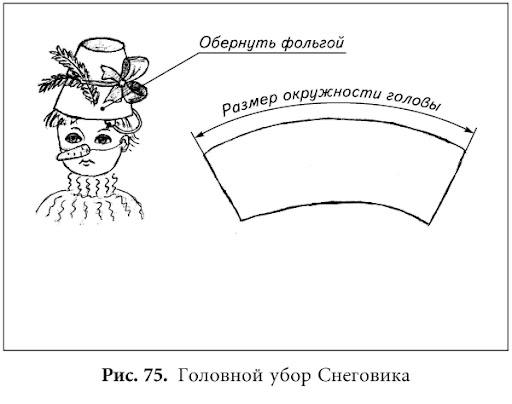 Обернуть фольгой
Размер окружности головы
Рис. 75. Головной убор Снеговика